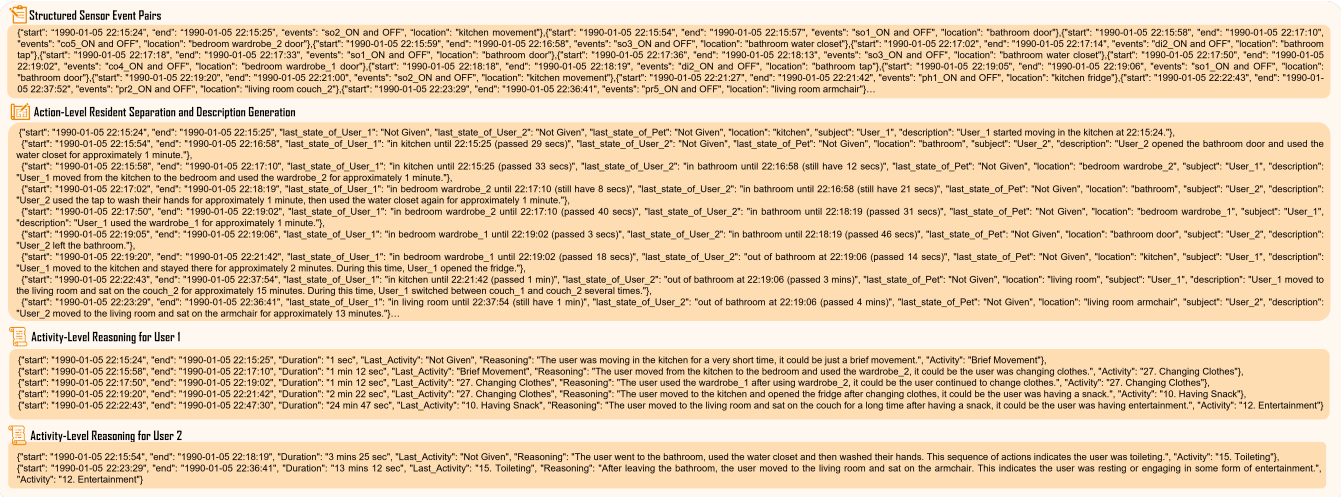 Structured Sensor Event Pairs
{"start": "1990-01-05 22:15:24", "end": "1990-01-05 22:15:25", "events": "so2_ON and OFF", "location": "kitchen movement"},{"start": "1990-01-05 22:15:54", "end": "1990-01-05 22:15:57", "events": "so1_ON and OFF", "location": "bathroom door"},{"start": "1990-01-05 22:15:58", "end": "1990-01-05 22:17:10",
"events": "co5_ON and OFF", "location": "bedroom wardrobe_2 door"},{"start": "1990-01-05 22:15:59", "end": "1990-01-05 22:16:58", "events": "so3_ON and OFF", "location": "bathroom water closet"},{"start": "1990-01-05 22:17:02", "end": "1990-01-05 22:17:14", "events": "di2_ON and OFF", "location": "bathroom
tap"},{"start": "1990-01-05 22:17:18", "end": "1990-01-05 22:17:33", "events": "so1_ON and OFF", "location": "bathroom door"},{"start": "1990-01-05 22:17:36", "end": "1990-01-05 22:18:13", "events": "so3_ON and OFF", "location": "bathroom water closet"},{"start": "1990-01-05 22:17:50", "end": "1990-01-05
22:19:02", "events": "co4_ON and OFF", "location": "bedroom wardrobe_1 door"},{"start": "1990-01-05 22:18:18", "end": "1990-01-05 22:18:19", "events": "di2_ON and OFF", "location": "bathroom tap"},{"start": "1990-01-05 22:19:05", "end": "1990-01-05 22:19:06", "events": "so1_ON and OFF", "location":
"bathroom door"},{"start": "1990-01-05 22:19:20", "end": "1990-01-05 22:21:00", "events": "so2_ON and OFF", "location": "kitchen movement"},{"start": "1990-01-05 22:21:27", "end": "1990-01-05 22:21:42", "events": "ph1_ON and OFF", "location": "kitchen fridge"},{"start": "1990-01-05 22:22:43", "end": "1990-01-
05 22:37:52", "events": "pr2_ON and OFF", "location": "living room couch_2"},{"start": "1990-01-05 22:23:29", "end": "1990-01-05 22:36:41", "events": "pr5_ON and OFF", "location": "living room armchair"}…
Action-Level Resident Separation and Description Generation
{"start": "1990-01-05 22:15:24", "end": "1990-01-05 22:15:25", "last_state_of_User_1": "Not Given", "last_state_of_User_2": "Not Given", "last_state_of_Pet": "Not Given", "location": "kitchen", "subject": "User_1", "description": "User_1 started moving in the kitchen at 22:15:24."},
{"start": "1990-01-05 22:15:54", "end": "1990-01-05 22:16:58", "last_state_of_User_1": "in kitchen until 22:15:25 (passed 29 secs)", "last_state_of_User_2": "Not Given", "last_state_of_Pet": "Not Given", "location": "bathroom", "subject": "User_2", "description": "User_2 opened the bathroom door and used the
water closet for approximately 1 minute."},
{"start": "1990-01-05 22:15:58", "end": "1990-01-05 22:17:10", "last_state_of_User_1": "in kitchen until 22:15:25 (passed 33 secs)", "last_state_of_User_2": "in bathroom until 22:16:58 (still have 12 secs)", "last_state_of_Pet": "Not Given", "location": "bedroom wardrobe_2", "subject": "User_1", "description":
"User_1 moved from the kitchen to the bedroom and used the wardrobe_2 for approximately 1 minute."},
{"start": "1990-01-05 22:17:02", "end": "1990-01-05 22:18:19", "last_state_of_User_1": "in bedroom wardrobe_2 until 22:17:10 (still have 8 secs)", "last_state_of_User_2": "in bathroom until 22:16:58 (still have 21 secs)", "last_state_of_Pet": "Not Given", "location": "bathroom", "subject": "User_2", "description":
"User_2 used the tap to wash their hands for approximately 1 minute, then used the water closet again for approximately 1 minute."},
{"start": "1990-01-05 22:17:50", "end": "1990-01-05 22:19:02", "last_state_of_User_1": "in bedroom wardrobe_2 until 22:17:10 (passed 40 secs)", "last_state_of_User_2": "in bathroom until 22:18:19 (passed 31 secs)", "last_state_of_Pet": "Not Given", "location": "bedroom wardrobe_1", "subject": "User_1",
"description": "User_1 used the wardrobe_1 for approximately 1 minute."},
{"start": "1990-01-05 22:19:05", "end": "1990-01-05 22:19:06", "last_state_of_User_1": "in bedroom wardrobe_1 until 22:19:02 (passed 3 secs)", "last_state_of_User_2": "in bathroom until 22:18:19 (passed 46 secs)", "last_state_of_Pet": "Not Given", "location": "bathroom door", "subject": "User_2", "description":
"User_2 left the bathroom."},
{"start": "1990-01-05 22:19:20", "end": "1990-01-05 22:21:42", "last_state_of_User_1": "in bedroom wardrobe_1 until 22:19:02 (passed 18 secs)", "last_state_of_User_2": "out of bathroom at 22:19:06 (passed 14 secs)", "last_state_of_Pet": "Not Given", "location": "kitchen", "subject": "User_1", "description":
"User_1 moved to the kitchen and stayed there for approximately 2 minutes. During this time, User_1 opened the fridge."},
{"start": "1990-01-05 22:22:43", "end": "1990-01-05 22:37:54", "last_state_of_User_1": "in kitchen until 22:21:42 (passed 1 min)", "last_state_of_User_2": "out of bathroom at 22:19:06 (passed 3 mins)", "last_state_of_Pet": "Not Given", "location": "living room", "subject": "User_1", "description": "User_1 moved to
the living room and sat on the couch_2 for approximately 15 minutes. During this time, User_1 switched between couch_1 and couch_2 several times."},
{"start": "1990-01-05 22:23:29", "end": "1990-01-05 22:36:41", "last_state_of_User_1": "in living room until 22:37:54 (still have 1 min)", "last_state_of_User_2": "out of bathroom at 22:19:06 (passed 4 mins)", "last_state_of_Pet": "Not Given", "location": "living room armchair", "subject": "User_2", "description":
"User_2 moved to the living room and sat on the armchair for approximately 13 minutes."}…
Activity-Level Reasoning for User 1
{"start": "1990-01-05 22:15:24", "end": "1990-01-05 22:15:25", "Duration": "1 sec", "Last_Activity": "Not Given", "Reasoning": "The user was moving in the kitchen for a very short time, it could be just a brief movement.", "Activity": "Brief Movement"},
{"start": "1990-01-05 22:15:58", "end": "1990-01-05 22:17:10", "Duration": "1 min 12 sec", "Last_Activity": "Brief Movement", "Reasoning": "The user moved from the kitchen to the bedroom and used the wardrobe_2, it could be the user was changing clothes.", "Activity": "27. Changing Clothes"},
{"start": "1990-01-05 22:17:50", "end": "1990-01-05 22:19:02", "Duration": "1 min 12 sec", "Last_Activity": "27. Changing Clothes", "Reasoning": "The user used the wardrobe_1 after using wardrobe_2, it could be the user continued to change clothes.", "Activity": "27. Changing Clothes"},
{"start": "1990-01-05 22:19:20", "end": "1990-01-05 22:21:42", "Duration": "2 min 22 sec", "Last_Activity": "27. Changing Clothes", "Reasoning": "The user moved to the kitchen and opened the fridge after changing clothes, it could be the user was having a snack.", "Activity": "10. Having Snack"},
{"start": "1990-01-05 22:22:43", "end": "1990-01-05 22:47:30", "Duration": "24 min 47 sec", "Last_Activity": "10. Having Snack", "Reasoning": "The user moved to the living room and sat on the couch for a long time after having a snack, it could be the user was having entertainment.", "Activity": "12. Entertainment"}
Activity-Level Reasoning for User 2
{"start": "1990-01-05 22:15:54", "end": "1990-01-05 22:18:19", "Duration": "3 mins 25 sec", "Last_Activity": "Not Given", "Reasoning": "The user went to the bathroom, used the water closet and then washed their hands. This sequence of actions indicates the user was toileting.", "Activity": "15. Toileting"},
{"start": "1990-01-05 22:23:29", "end": "1990-01-05 22:36:41", "Duration": "13 mins 12 sec", "Last_Activity": "15. Toileting", "Reasoning": "After leaving the bathroom, the user moved to the living room and sat on the armchair. This indicates the user was resting or engaging in some form of entertainment.",
"Activity": "12. Entertainment"}